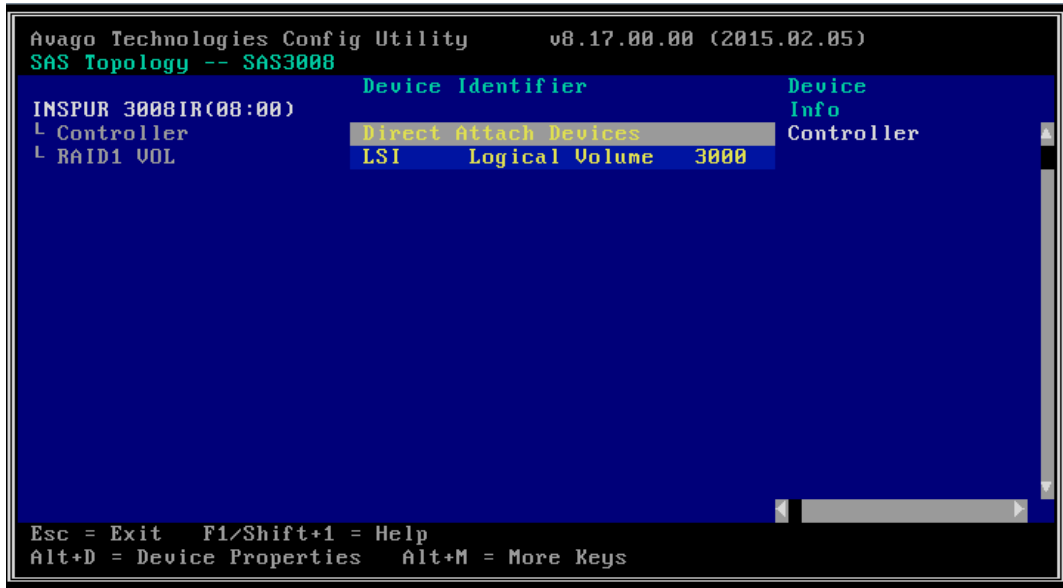 Avago Technologies Config Utility v8.17.00.00 (2015.02.05)
SAS Topology -- SAS3008
Device Identifier Device
INSPUR 3008IR(08:00) Info
└ Controller Direct Attach Devices Controller
└ RAID1 VOL LSI Logical Volume 3000
Esc = Exit F1/Shift+1 = Help
Alt+D = Device Properties Alt+M = More Keys